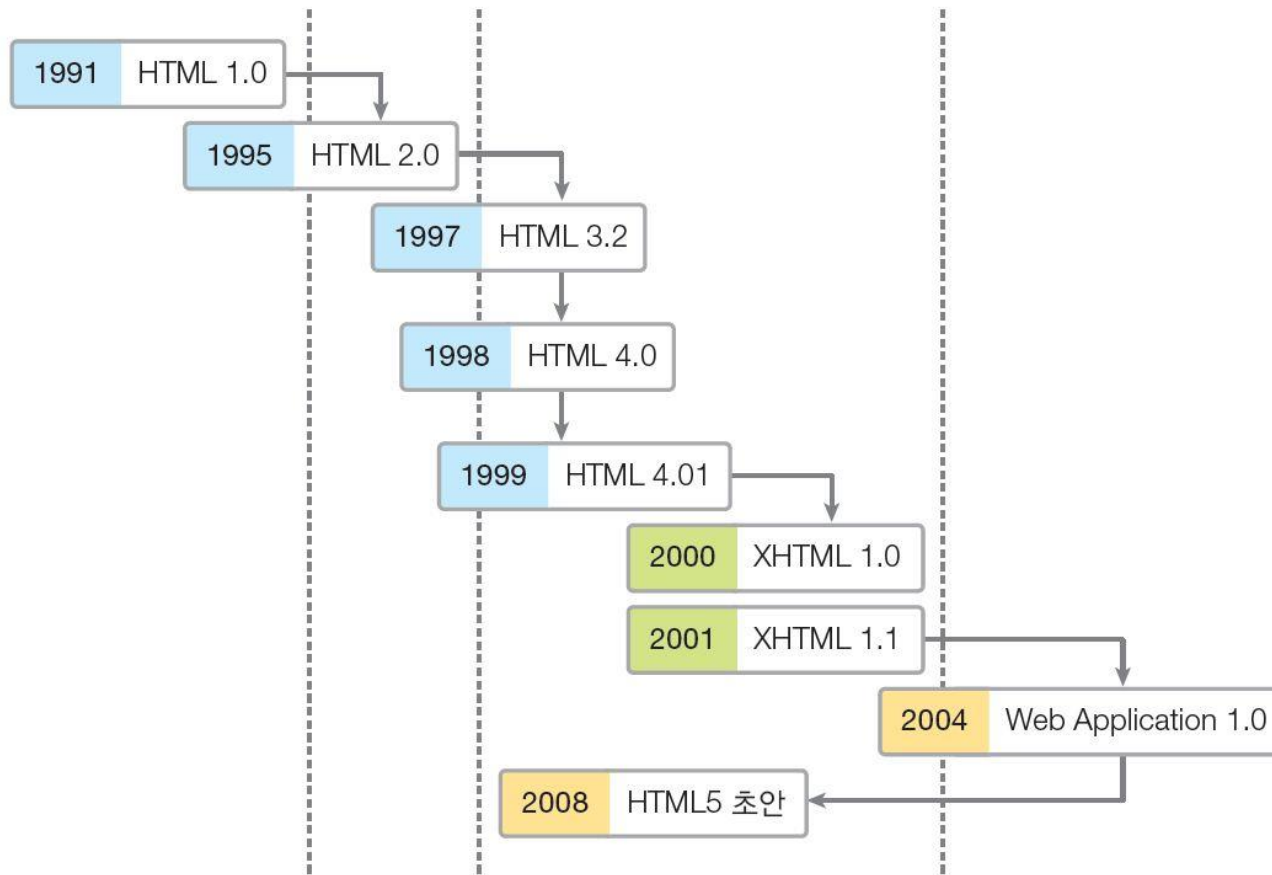 1991 HTML 1.0
1995 HTML 2.0
1997 HTML 3.2
1998 HTML 4.0
1999 HTML 4.01
2000 XHTML 1.0
2001 XHTML 1.1
2004 Web Application 1.0
2008 HTML5 초안